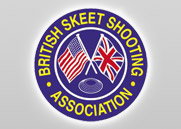 BRITISH SKEET SHOOTING
• ASSOCIATION •